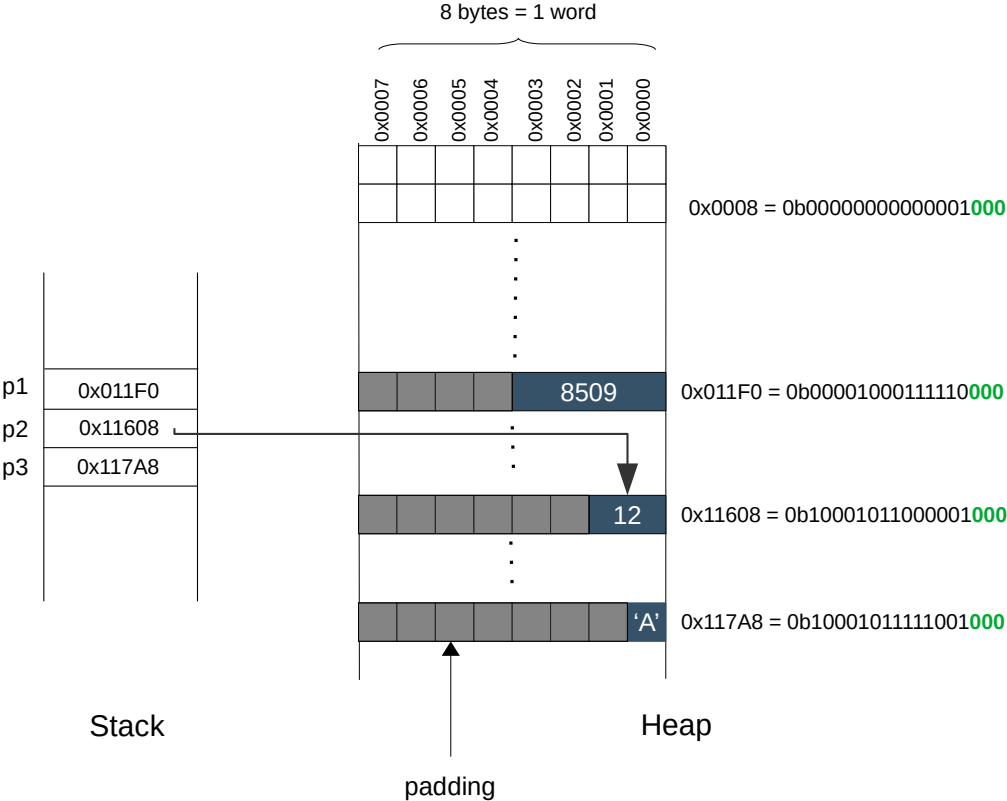 8 bytes = 1 word
0x0007
0x0006
0x0005
0x0004
0x0003
0x0002
0x0001
0x0000
0x0008 = 0b00000000000001000
p1
0x011F0
8509
0x011F0 = 0b00001000111110000
p2
0x11608
p3
0x117A8
12
0x11608 = 0b10001011000001000
‘A’
0x117A8 = 0b10001011111001000
Stack
Heap
padding